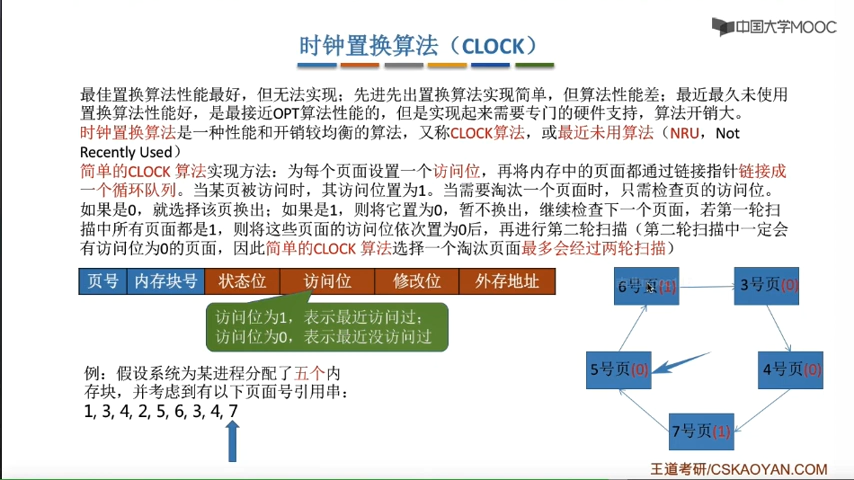 中国大学MOOC
时钟置换算法（CLOCK）
最佳置换算法性能最好，但无法实现；先进先出置换算法实现简单，但算法性能差；最近最久未使用
置换算法性能好，是最接近OPT算法性能的，但是实现起来需要专门的硬件支持，算法开销大。
时钟置换算法是一种性能和开销较均衡的算法，又称CLOCK算法，或最近未用算法（NRU，Not
Recently Used）
简单的CLOCK 算法实现方法：为每个页面设置一个访问位，再将内存中的页面都通过链接指针链接成
一个循环队列。当某页被访问时，其访问位置为1。当需要淘汰一个页面时，只需检查页的访问位。
如果是0，就选择该页换出；如果是1，则将它置为0，暂不换出，继续检查下一个页面，若第一轮扫
描中所有页面都是1，则将这些页面的访问位依次置为0后，再进行第二轮扫描（第二轮扫描中一定会
有访问位为0的页面，因此简单的CLOCK 算法选择一个淘汰页面最多会经过两轮扫描）
页号 内存块号 状态位 访问位 修改位 外存地址
访问位为1，表示最近访问过；
访问位为0，表示最近没访问过
6号页(1) 3号页(0)
5号页(0) 4号页(0)
7号页(1)
例：假设系统为某进程分配了五个内
存块，并考虑到有以下页面号引用串：
1, 3, 4, 2, 5, 6, 3, 4, 7
王道考研/CSKAOYAN.COM